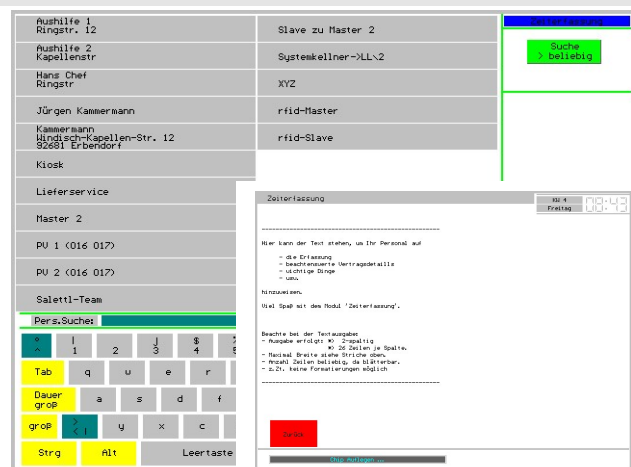 Aushilfe 1
Ringstr. 12
Aushilfe 2
Kapellenstr
Hans Chef
Ringstr
Jürgen Kammermann
Kammermann
Windisch-Kapellen-Str. 12
92681 Erbendorf
Kiosk
Lieferservice
Master 2
PV 1 (016 017)
PV 2 (016 017)
Salettl-Team
Slave zu Master 2
Systemkellner->LL\2
XYZ
rfid-Master
rfid-Slave
Zeiterfassung
Suche
> beliebig
Pers.Suche:
° ^
! 1
2
3
$ 4
Tab q w e r
Dauer groß a s d f
groß > < | y x c
Strg Alt Leertaste
Zeiterfassung
KW 4
Freitag
Hier kann der Text stehen, um Ihr Personal auf
- die Erfassung
- beachtenswerte Vertragsdetaills
- wichtige Dinge
- usw.
hinzuweisen.
Viel Spaß mit dem Modul 'Zeiterfassung'.
Beachte bei der Textausgabe:
- Ausgabe erfolgt: *) 2-spaltig
*) 26 Zeilen je Spalte.
- Maximal Breite siehe Striche oben.
- Anzahl Zeilen beliebig, da blätterbar.
- z.Zt. keine Formatierungen möglich
Zurück
Chip Auflegen ...